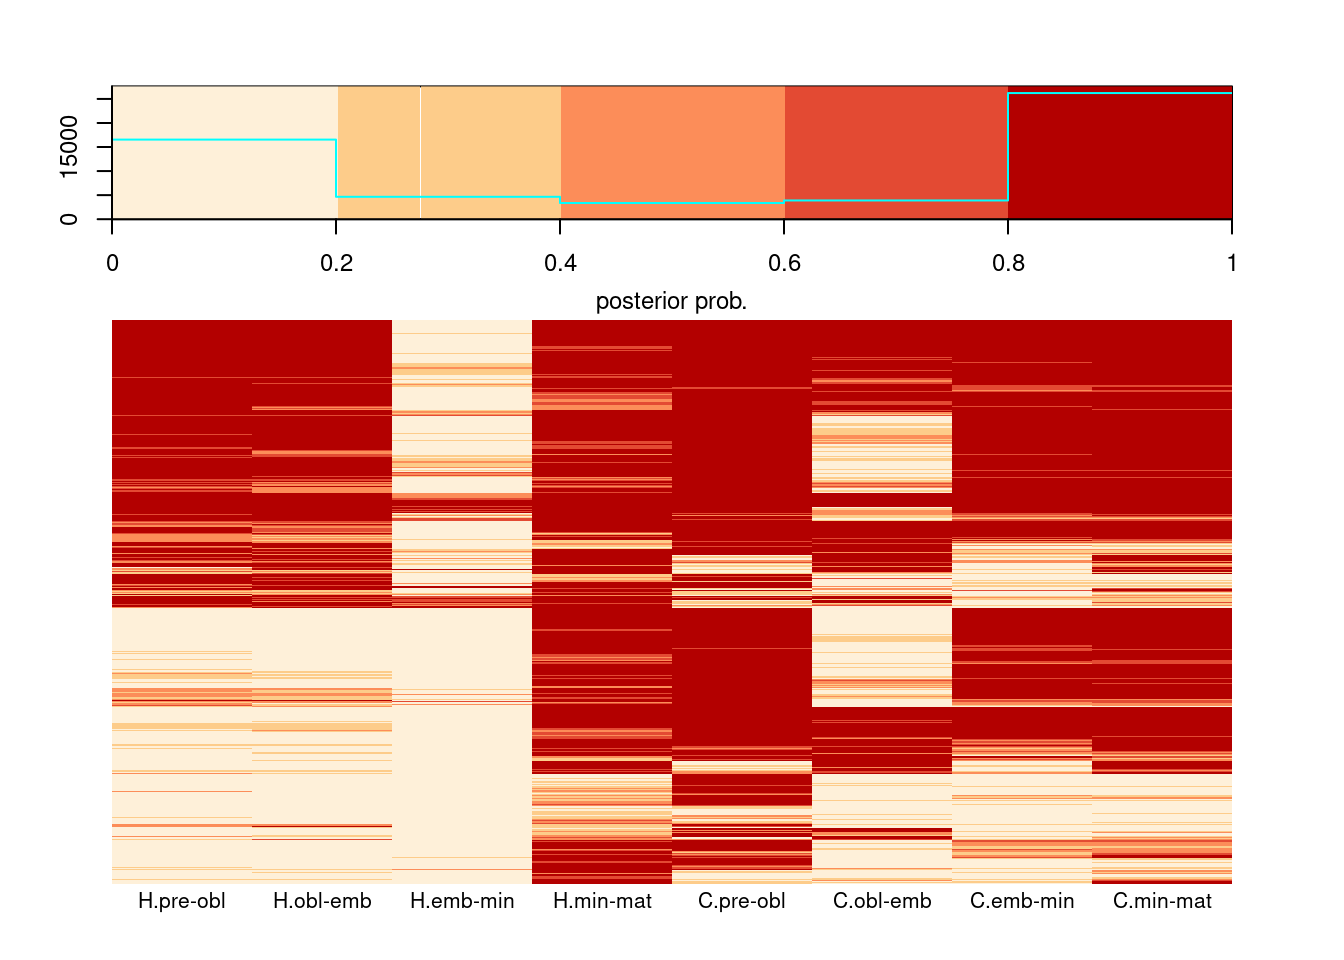 15000
0
0 0.2 0.4 0.6 0.8 1
posterior prob.
H.pre-obl H.obl-emb H.emb-min H.min-mat C.pre-obl C.obl-emb C.emb-min C.min-mat